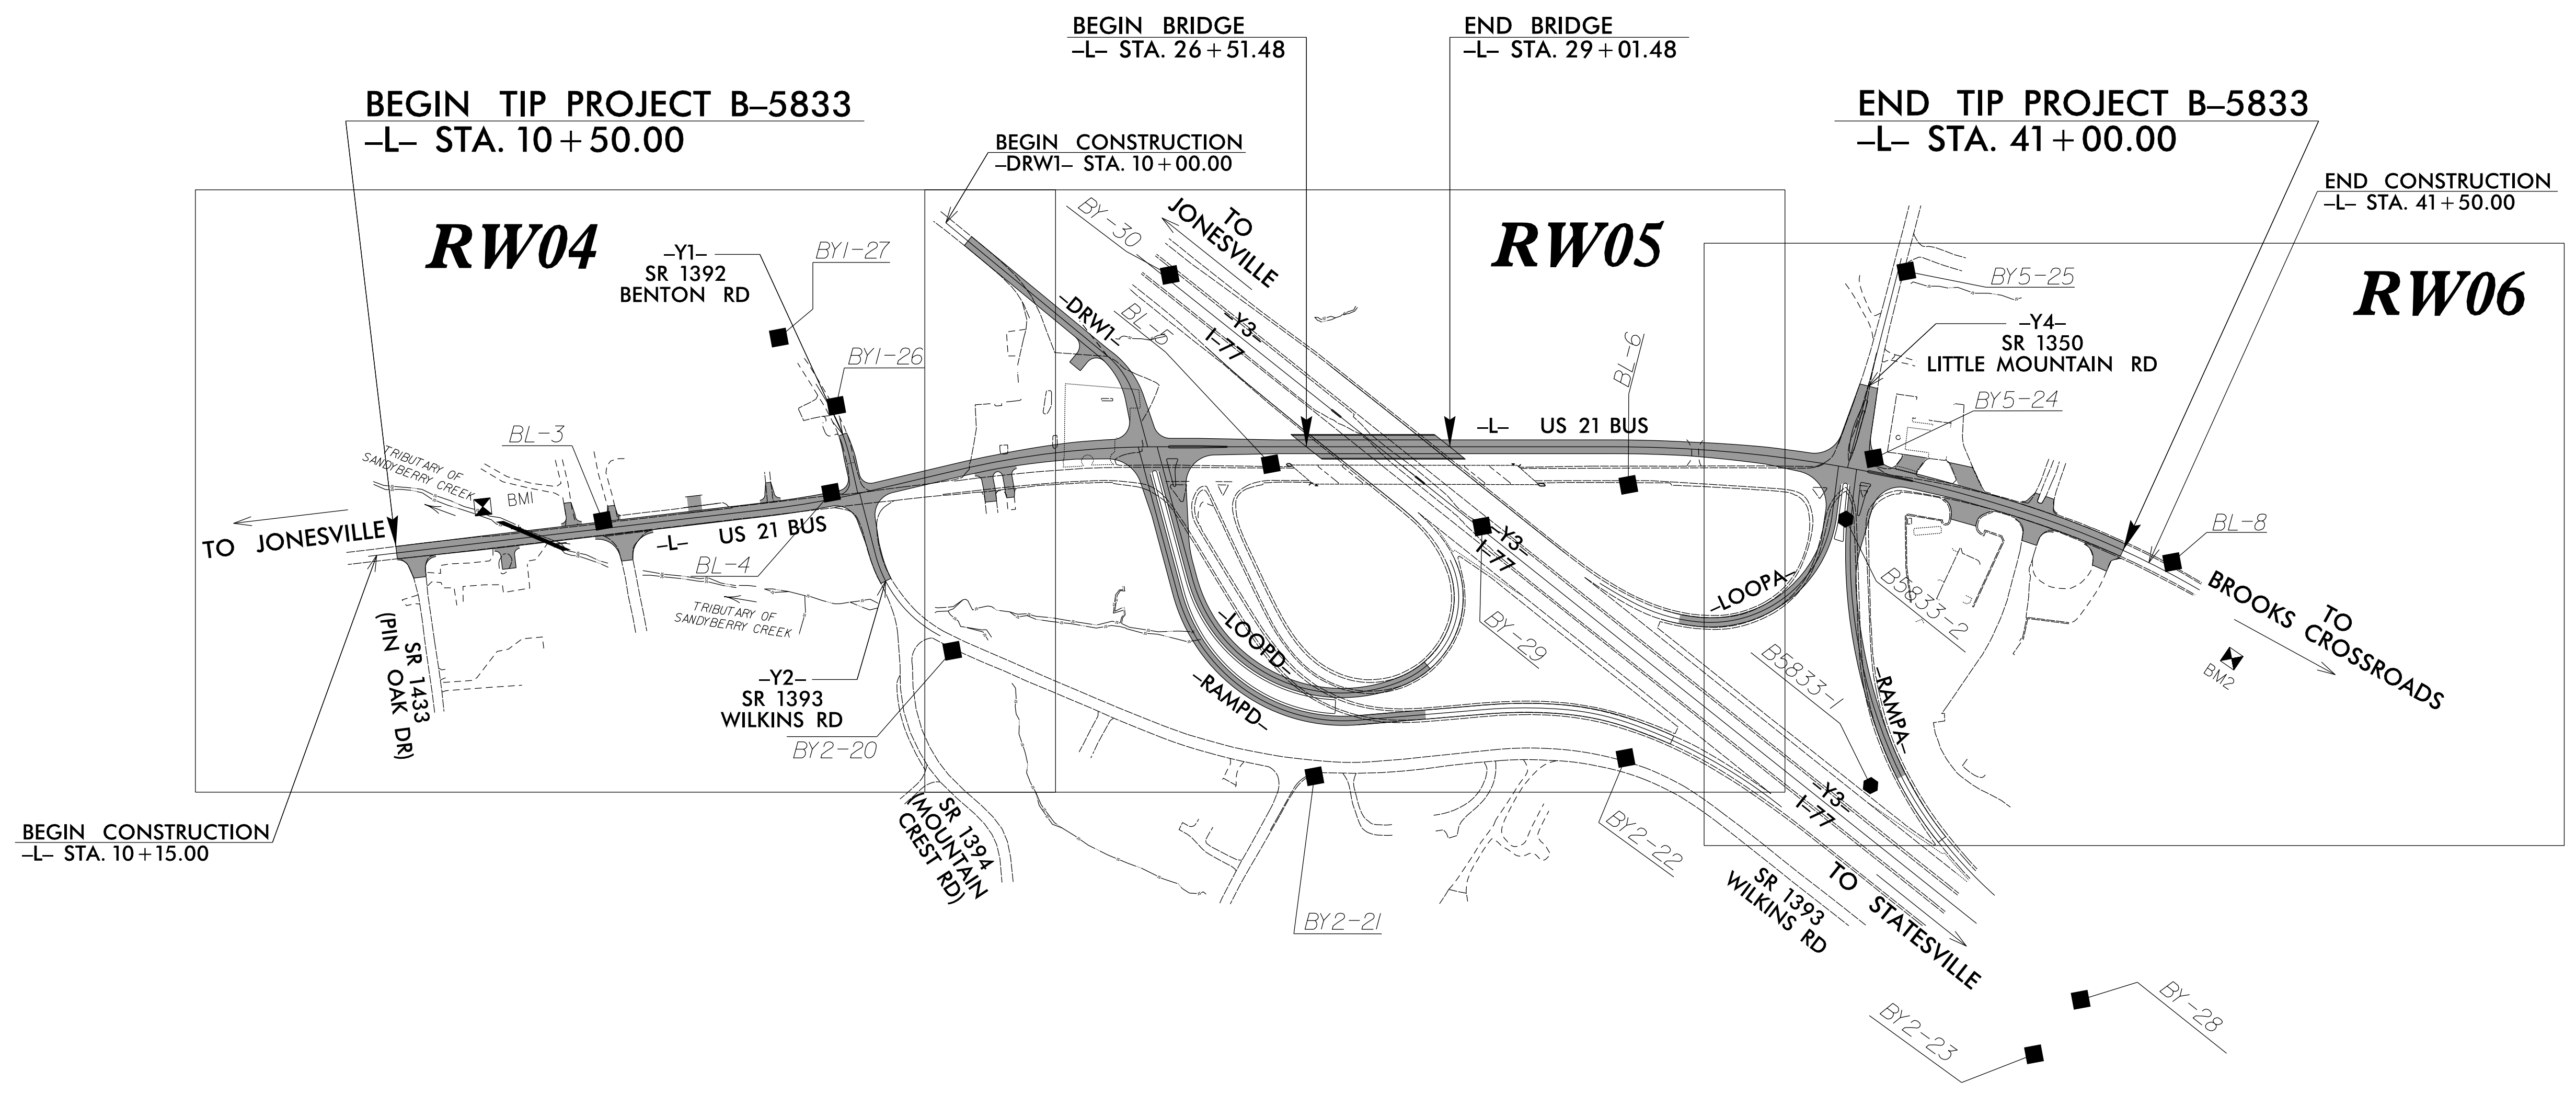 BEGIN BRIDGE
–L– STA. 26+51.48
END BRIDGE
–L– STA. 29+01.48
BEGIN TIP PROJECT B–5833
–L– STA. 10+50.00
BEGIN CONSTRUCTION
–DRW1– STA. 10+00.00
END TIP PROJECT B–5833
–L– STA. 41+00.00
END CONSTRUCTION
–L– STA. 41+50.00
RW04
RW05
RW06
–Y1–
SR 1392
BENTON RD
BY1-27
BY1-26
BY-30
TO
JONESVILLE
–Y3–
I–77
–DRW1–
BL-5
BL-6
BY5-25
–Y4–
SR 1350
LITTLE MOUNTAIN RD
BY5-24
BL-3
TRIBUTARY OF
SANDYBERRY CREEK
BM1
TO JONESVILLE
–L– US 21 BUS
BL-4
–L– US 21 BUS
TRIBUTARY OF
SANDYBERRY CREEK
SR 1433
(PIN OAK DR)
–Y2–
SR 1393
WILKINS RD
BY2-20
–LOOPD–
–RAMPD–
–Y3–
I–77
BY-29
–LOOPA–
B5833-2
B5833-1
–RAMPA–
BL-8
TO
BROOKS CROSSROADS
BM2
–Y3–
I–77
BEGIN CONSTRUCTION
–L– STA. 10+15.00
SR 1394
(MOUNTAIN
CREST RD)
BY2-21
BY2-22
SR 1393
WILKINS RD
TO STATESVILLE
BY2-23
BY-28